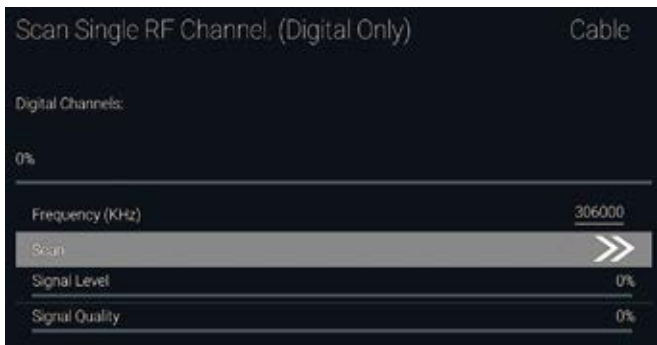 Scan Single RF Channel. (Digital Only) Cable
Digital Channels:
0%
Frequency (KHz) 306000
Scan
Signal Level 0%
Signal Quality 0%